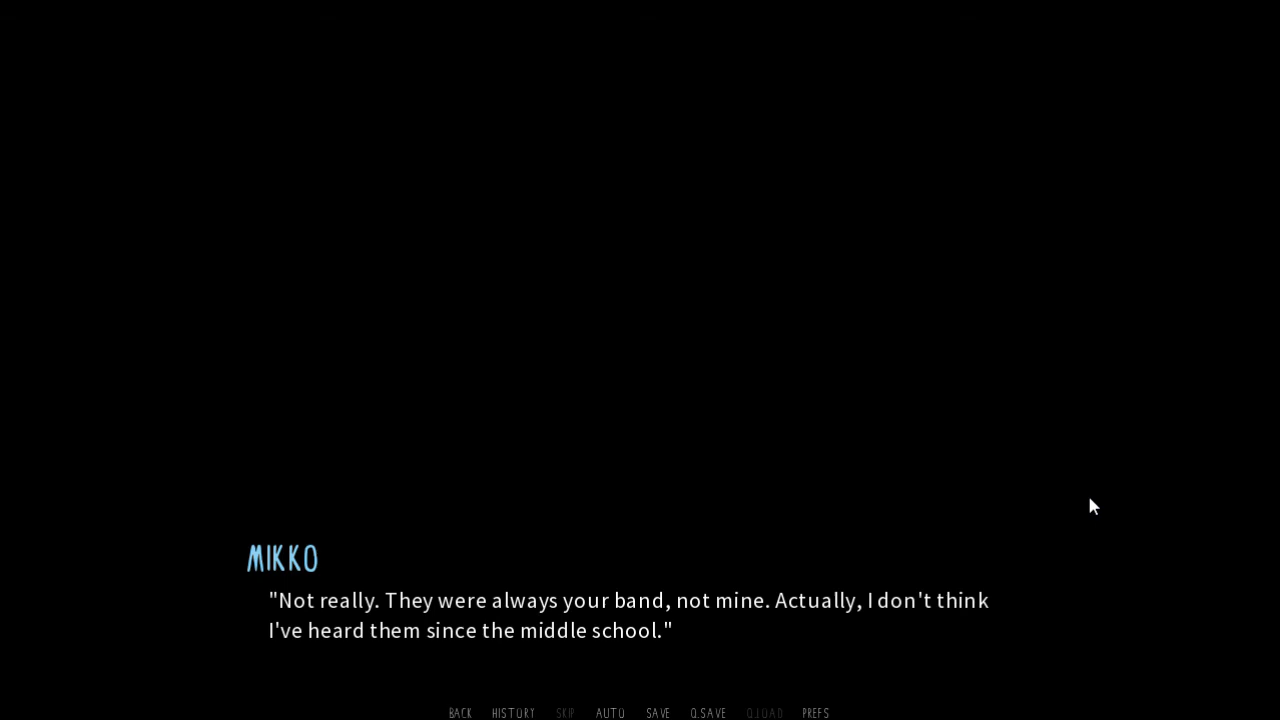 MIKKO
"Not really. They were always your band, not mine. Actually, I don't think
I've heard them since the middle school."
BACK HISTORY SKIP AUTO SAVE Q.SAVE Q.LOAD PREFS